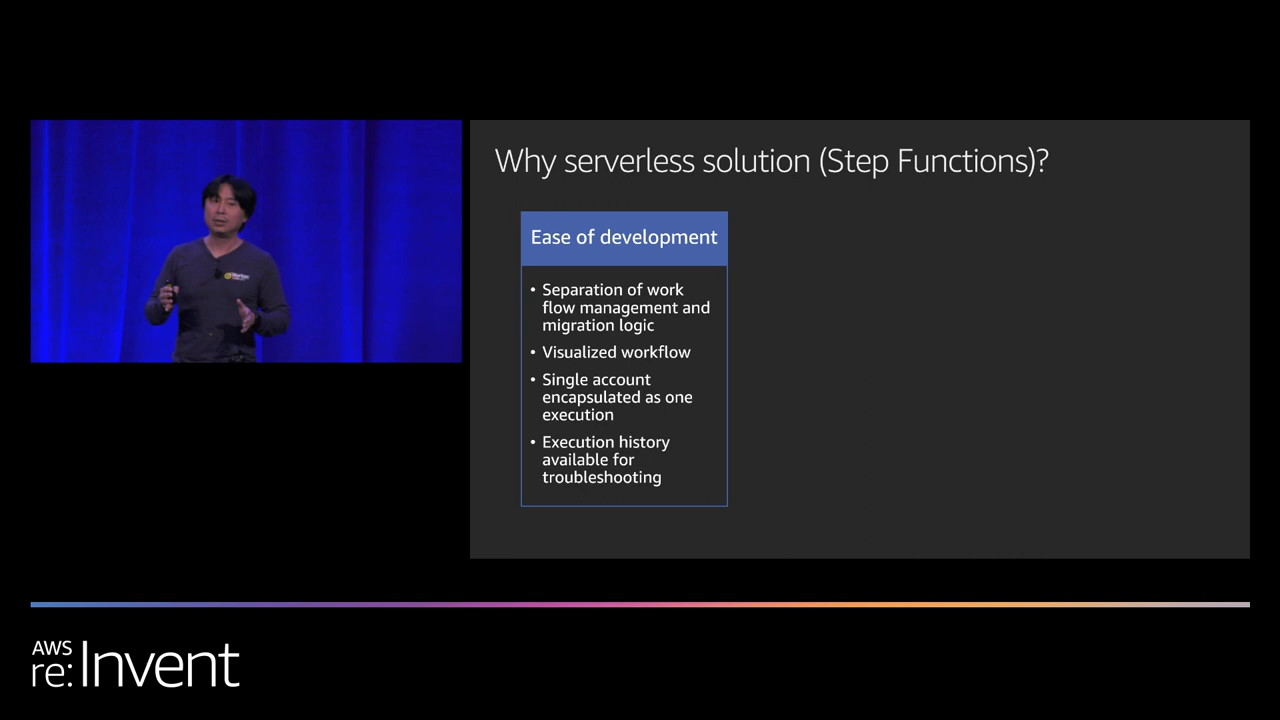 Why serverless solution (Step Functions)?
Ease of development
• Separation of work
flow management and
migration logic
• Visualized workflow
• Single account
encapsulated as one
execution
• Execution history
available for
troubleshooting
AWS
re:Invent